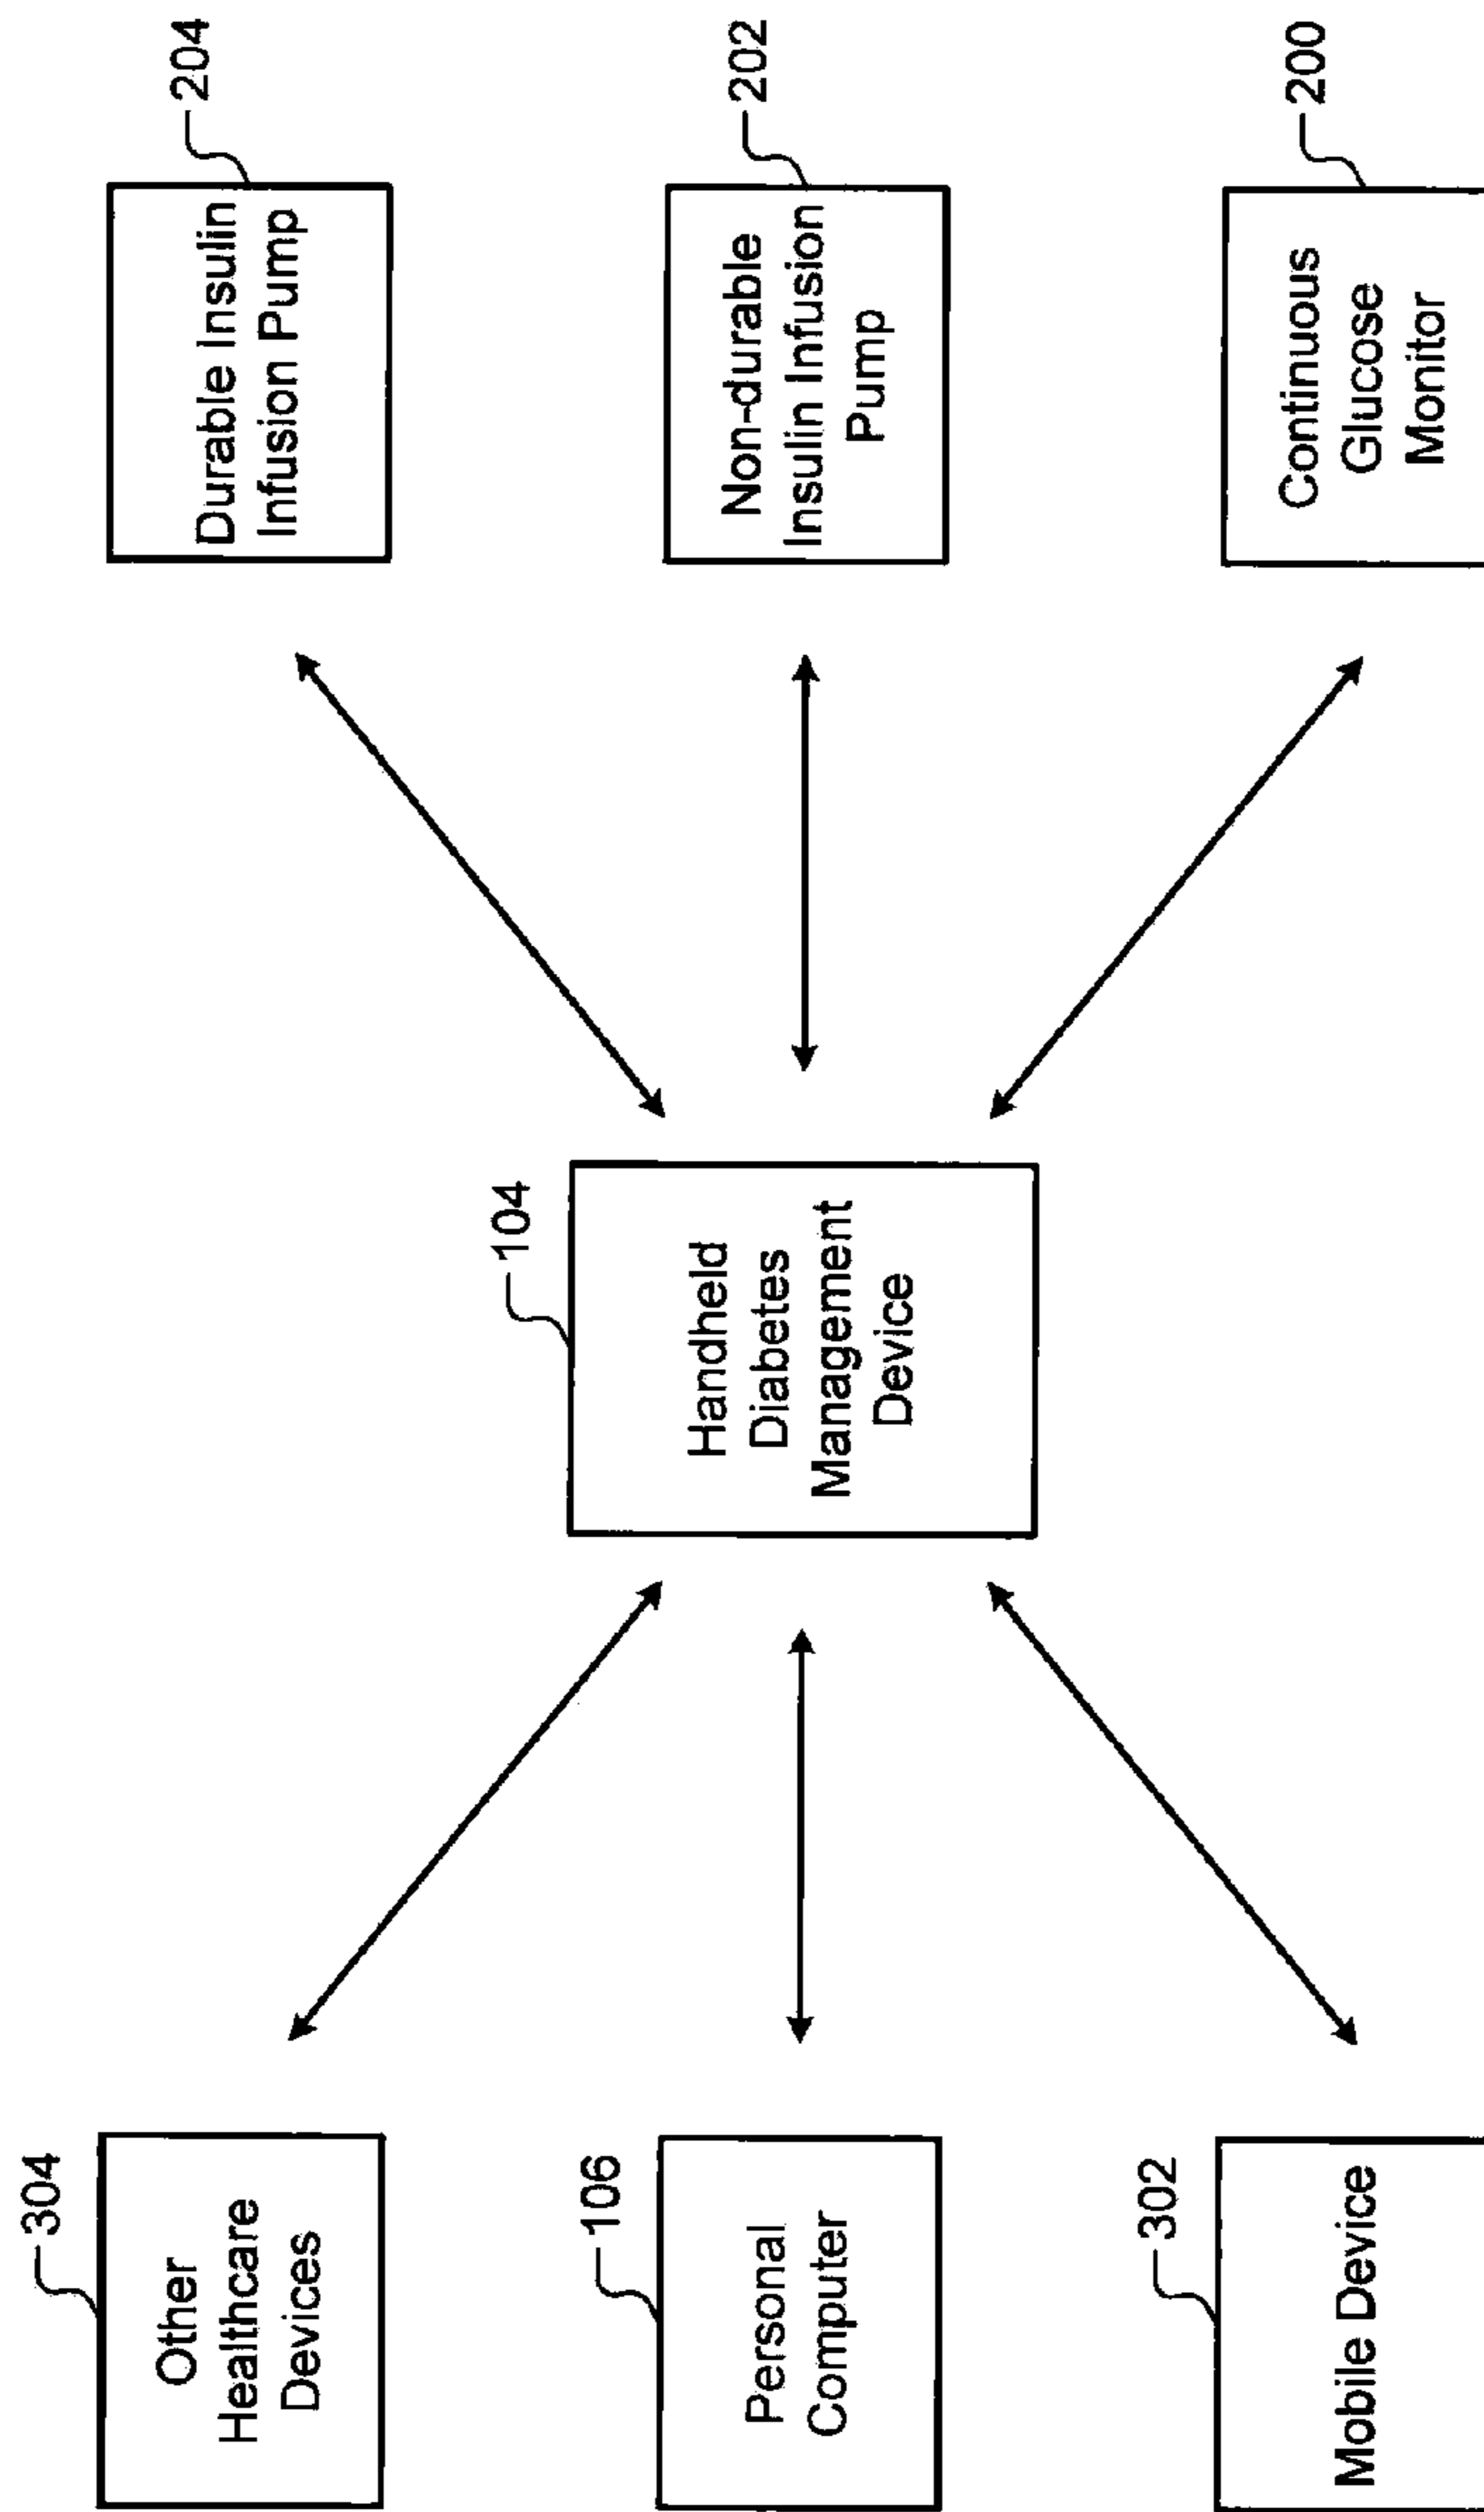 304
Other
Healthcare
Devices
204
Durable Insulin
Infusion Pump
104
Handheld
Diabetes
Management
Device
106
Personal
Computer
202
Non-durable
Insulin Infusion
Pump
302
Mobile Device
200
Continuous
Glucose
Monitor